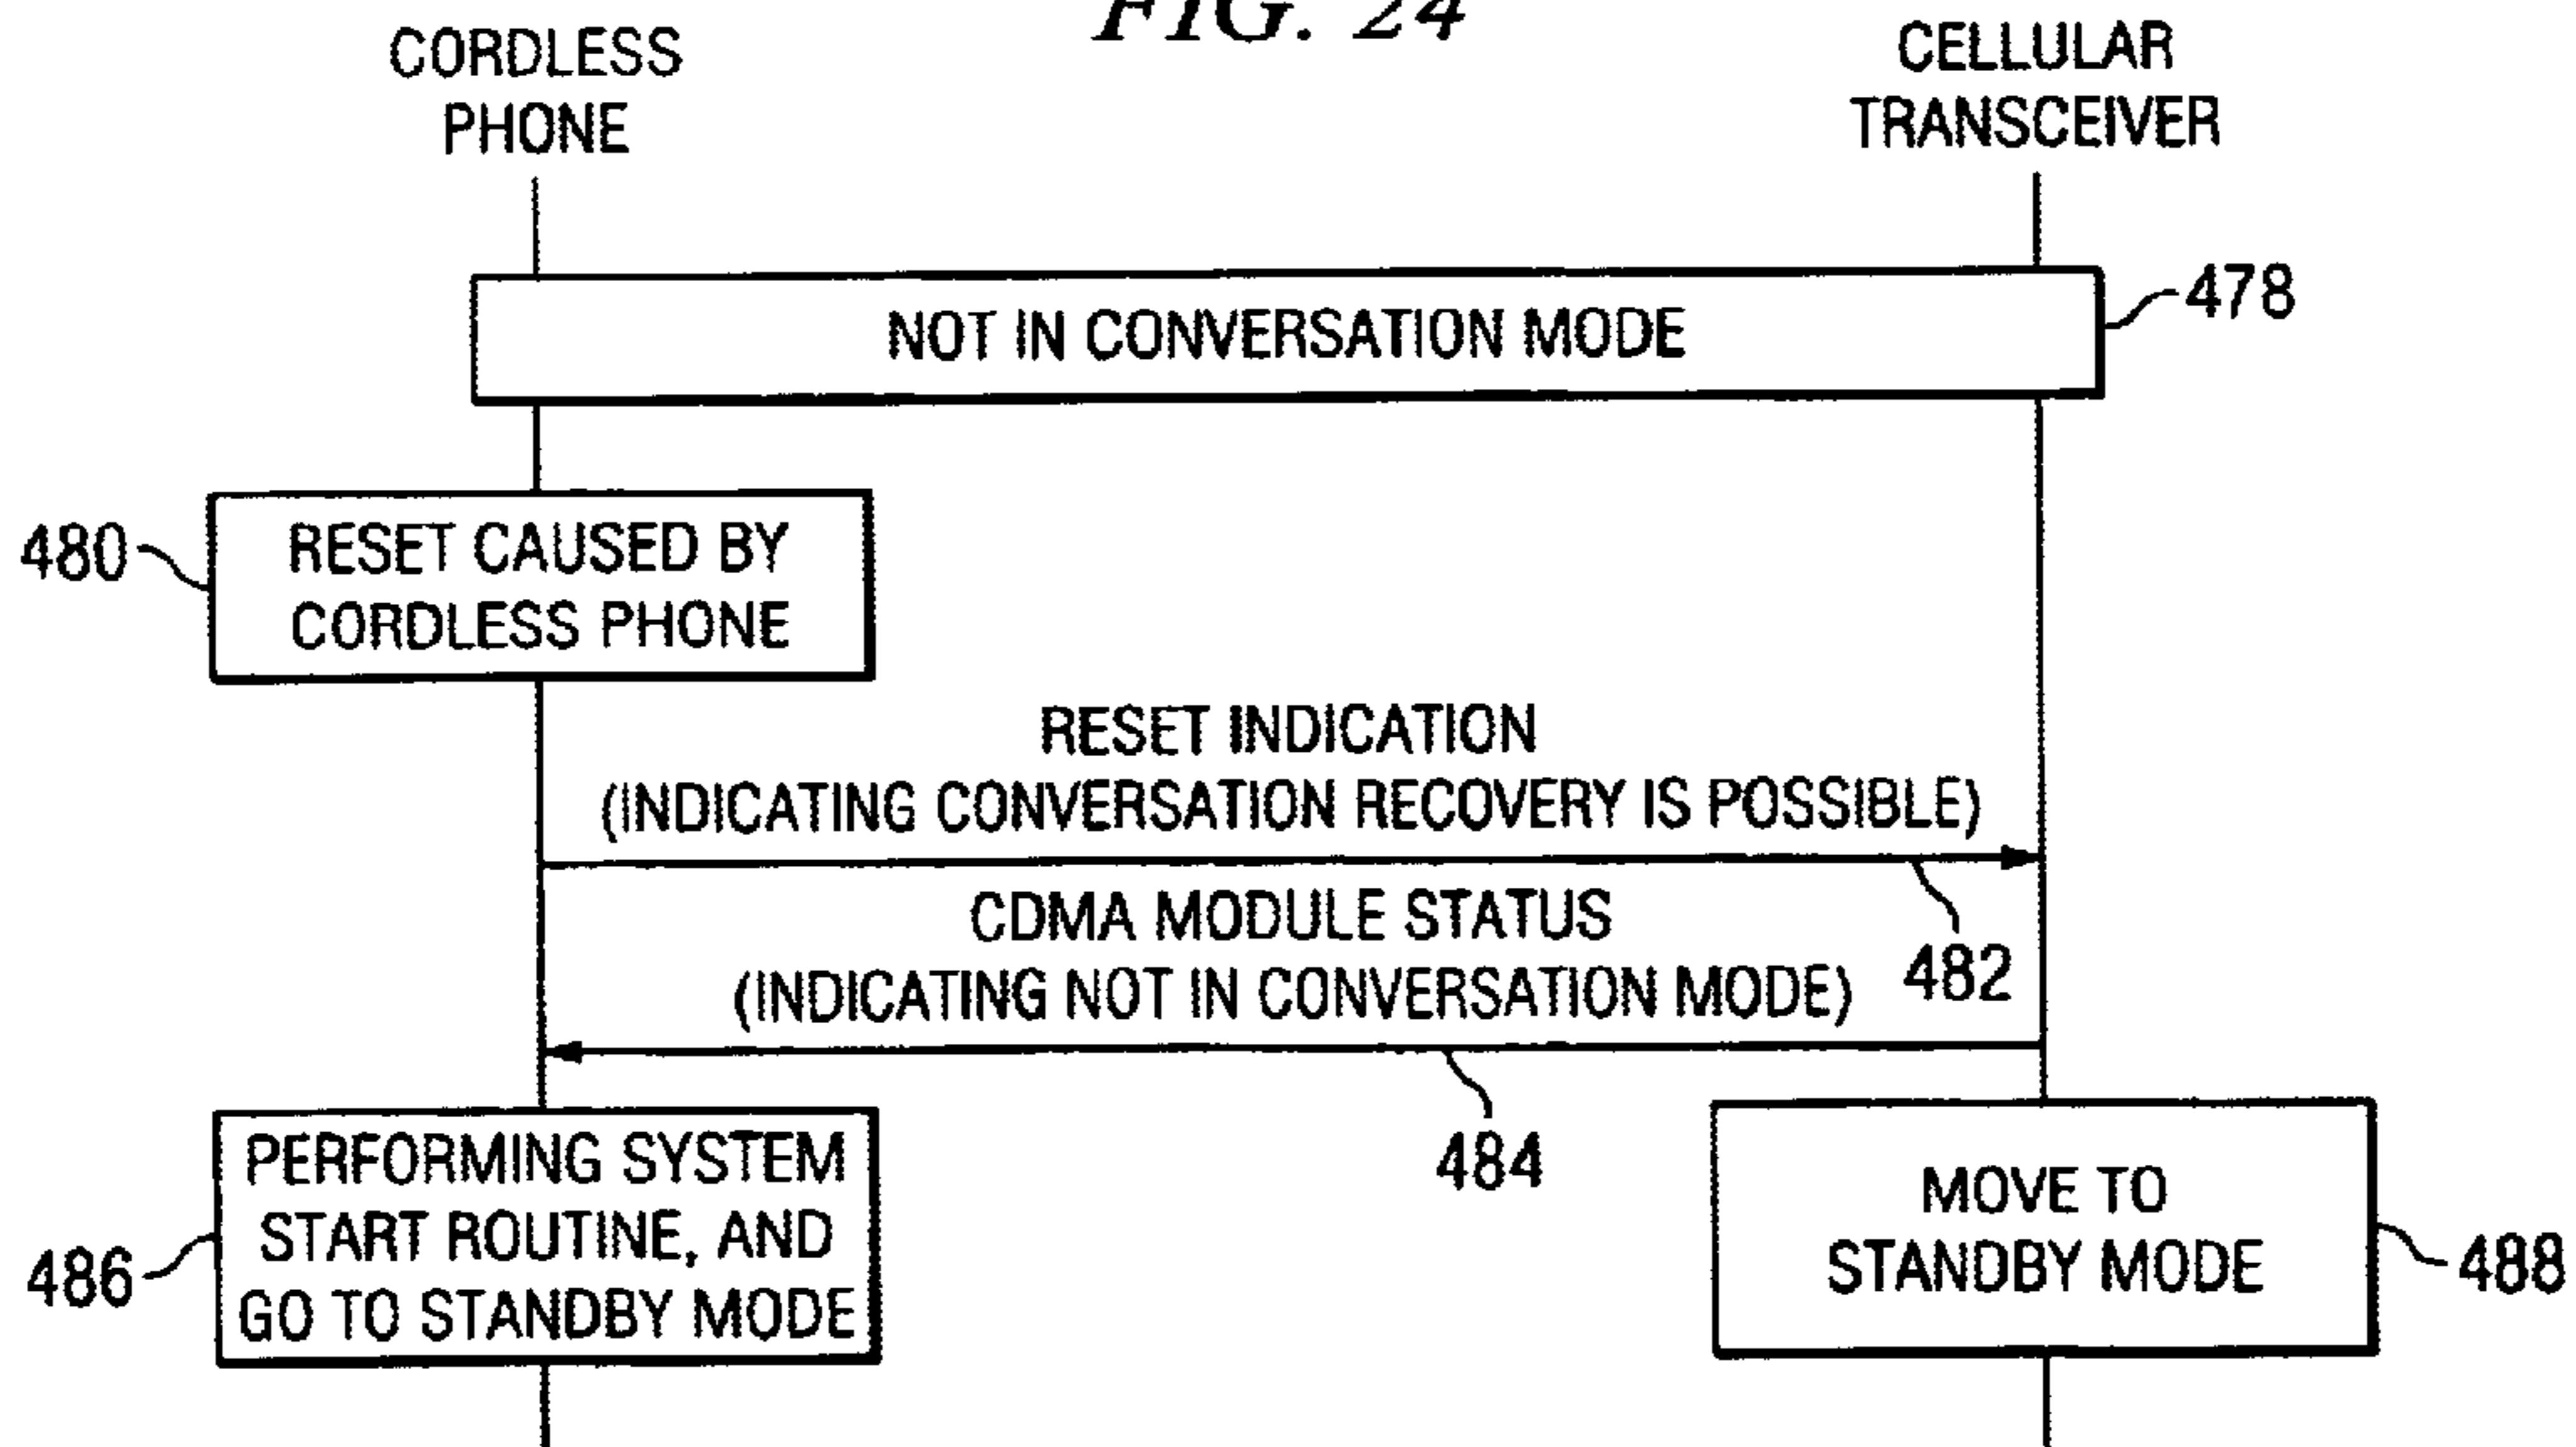 FIG. 24
CORDLESS
PHONE
CELLULAR
TRANSCEIVER
NOT IN CONVERSATION MODE
478
480
RESET CAUSED BY
CORDLESS PHONE
RESET INDICATION
(INDICATING CONVERSATION RECOVERY IS POSSIBLE)
482
CDMA MODULE STATUS
(INDICATING NOT IN CONVERSATION MODE)
484
486
PERFORMING SYSTEM
START ROUTINE, AND
GO TO STANDBY MODE
MOVE TO
STANDBY MODE
488